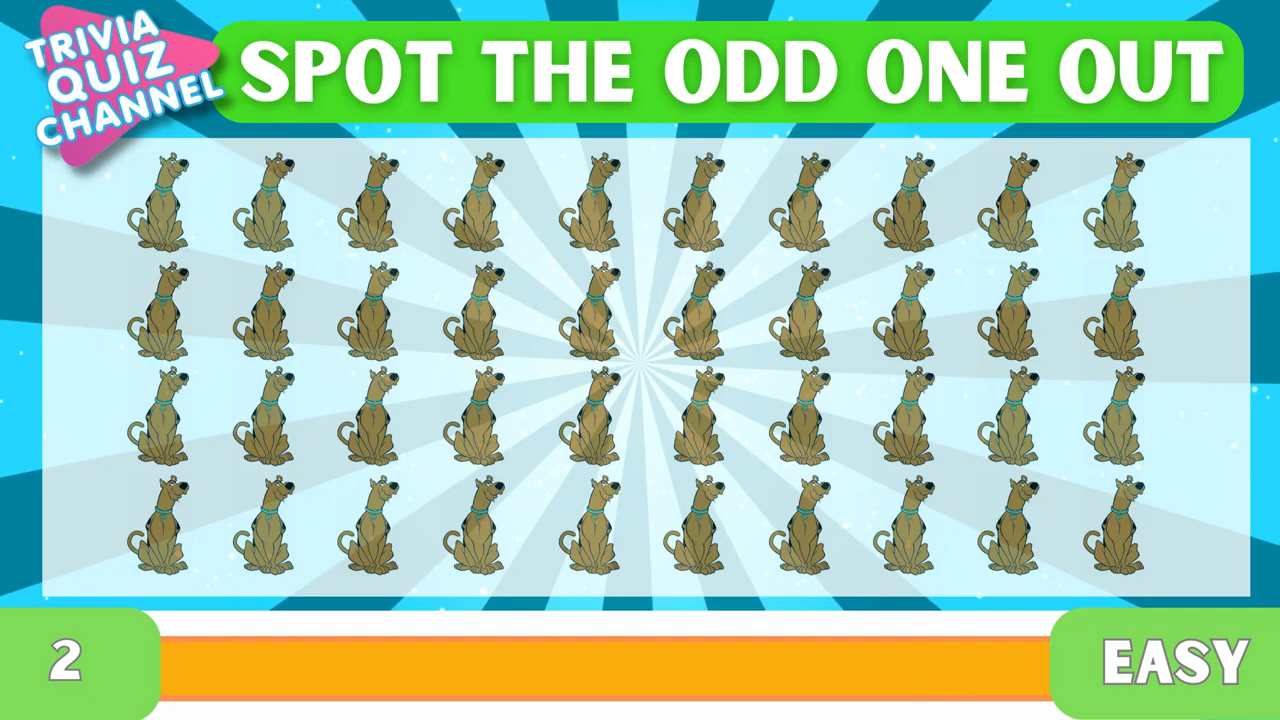 TRIVIA
QUIZ
CHANNEL
SPOT THE ODD ONE OUT
2
EASY